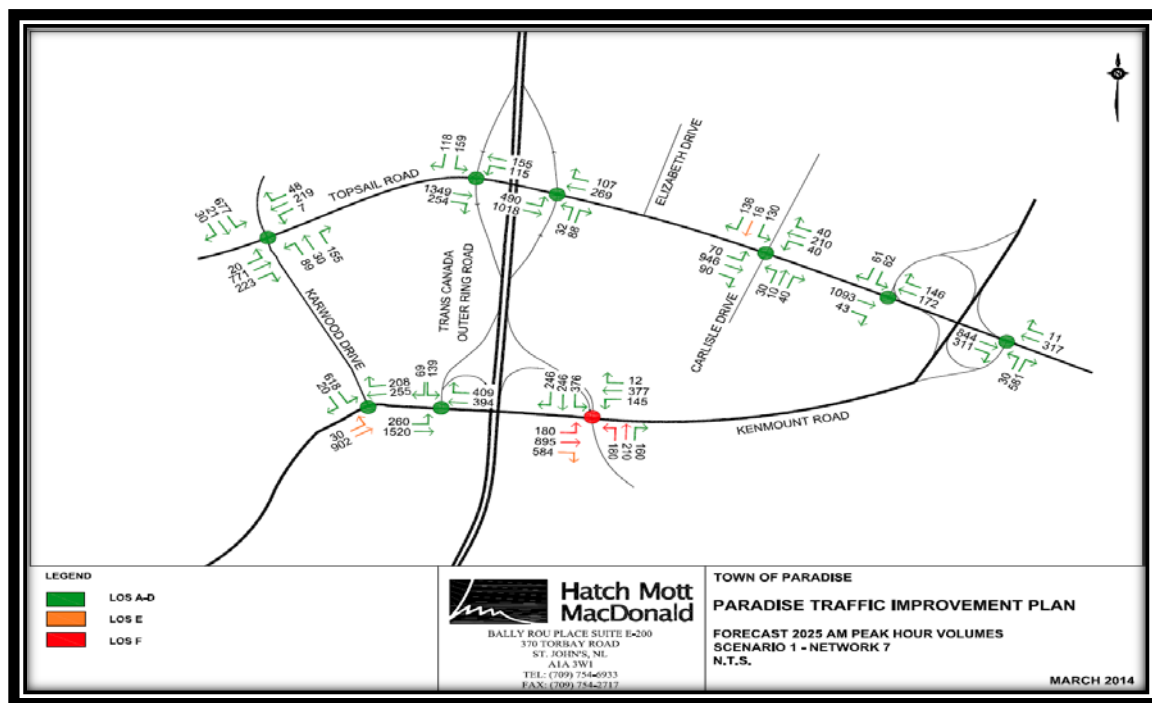 N
118
159
155
115
1349
254
490
1018
107
269
32
88
ELIZABETH DRIVE
TOPSAIL ROAD
48
219
7
677
21
30
20
771
223
89
30
155
TRANS CANADA
OUTER RING ROAD
KARWOOD DRIVE
136
16
130
40
210
40
70
946
90
30
10
40
CARLISLE DRIVE
61
62
146
172
1093
43
11
317
844
311
30
581
618
20
208
255
30
902
69
139
409
394
260
1520
246
246
376
12
377
145
180
895
584
180
210
160
KENMOUNT ROAD
LEGEND
LOS A-D
LOS E
LOS F
Hatch Mott
MacDonald
BALLY ROU PLACE SUITE E-200
370 TORBAY ROAD
ST. JOHN'S, NL
A1A 3W1
TEL: (709) 754-6933
FAX: (709) 754-2717
TOWN OF PARADISE
PARADISE TRAFFIC IMPROVEMENT PLAN
FORECAST 2025 AM PEAK HOUR VOLUMES
SCENARIO 1 - NETWORK 7
N.T.S.
MARCH 2014